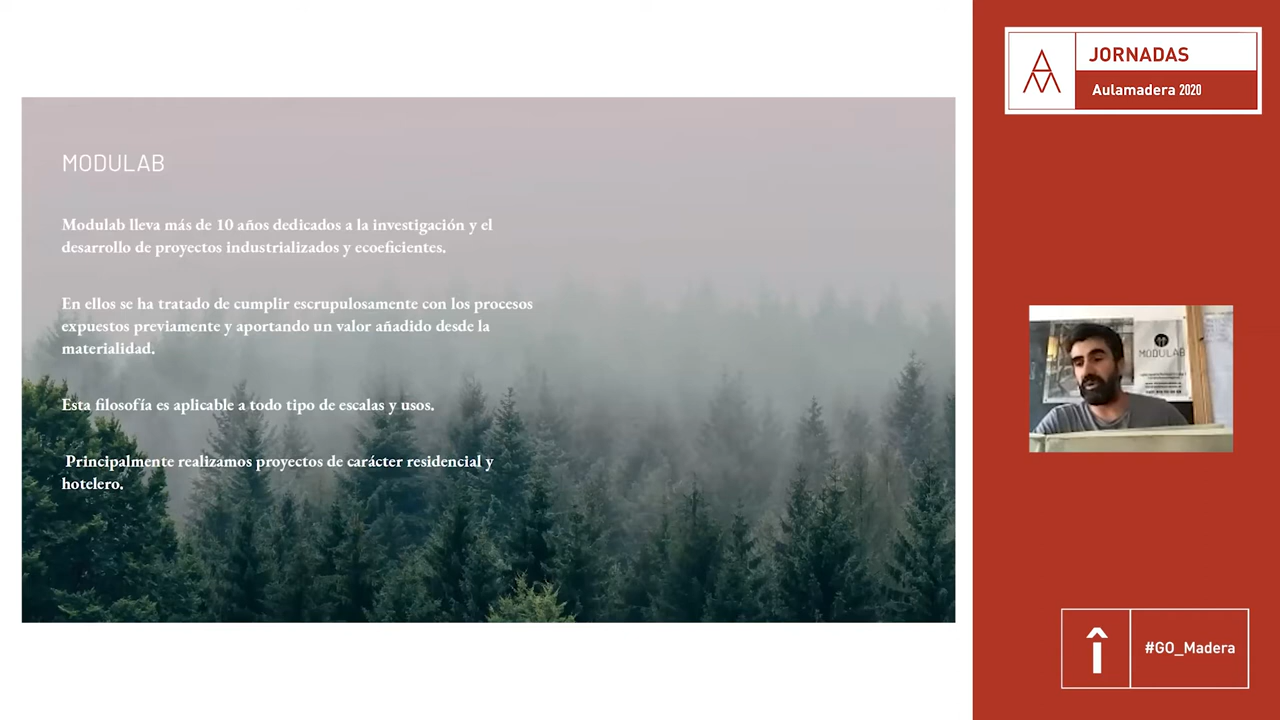 MODULAB
Modulab lleva más de 10 años dedicados a la investigación y el
desarrollo de proyectos industrializados y ecoeficientes.
En ellos se ha tratado de cumplir escrupulosamente con los procesos
expuestos previamente y aportando un valor añadido desde la
materialidad.
Esta filosofía es aplicable a todo tipo de escalas y usos.
Principalmente realizamos proyectos de carácter residencial y
hotelero.
JORNADAS
Aulamadera 2020
MODULAB
#GO_Madera